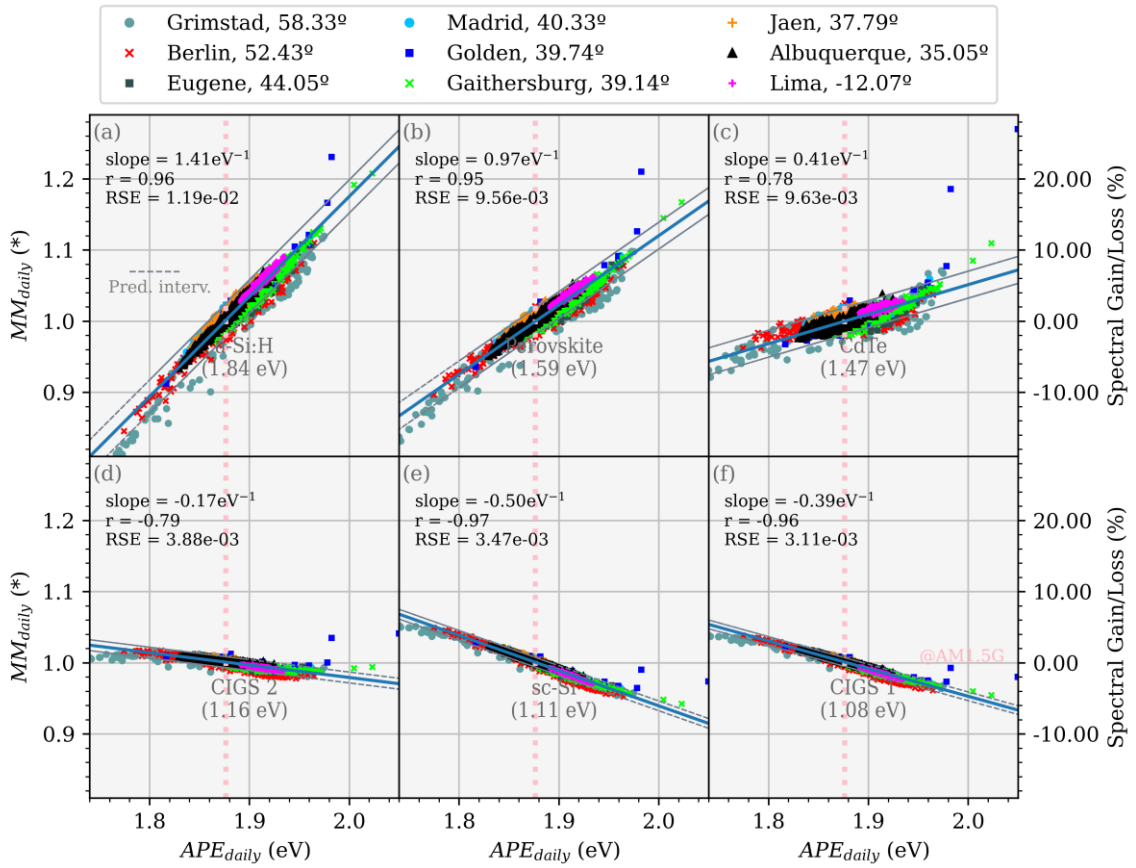 Grimstad, 58.33º
Madrid, 40.33º
Jaen, 37.79º
Berlin, 52.43º
Golden, 39.74º
Albuquerque, 35.05º
Eugene, 44.05º
Gaithersburg, 39.14º
Lima, -12.07º
(a)
slope = 1.41eV⁻¹
r = 0.96
RSE = 1.19e-02
Pred. interv.
-Si:H
(1.84 eV)
(b)
slope = 0.97eV⁻¹
r = 0.95
RSE = 9.56e-03
Perovskite
(1.59 eV)
(c)
slope = 0.41eV⁻¹
r = 0.78
RSE = 9.63e-03
CdTe
(1.47 eV)
1.2
1.1
1.0
0.9
MM_daily (*)
20.00
10.00
0.00
-10.00
Spectral Gain/Loss (%)
(d)
slope = -0.17eV⁻¹
r = -0.79
RSE = 3.88e-03
CIGS 2
(1.16 eV)
(e)
slope = -0.50eV⁻¹
r = -0.97
RSE = 3.47e-03
sc-Si
(1.11 eV)
(f)
slope = -0.39eV⁻¹
r = -0.96
RSE = 3.11e-03
@AM1.5G
CIGS 1
(1.08 eV)
1.2
1.1
1.0
0.9
MM_daily (*)
20.00
10.00
0.00
-10.00
Spectral Gain/Loss (%)
1.8 1.9 2.0
1.8 1.9 2.0
1.8 1.9 2.0
APE_daily (eV)
APE_daily (eV)
APE_daily (eV)